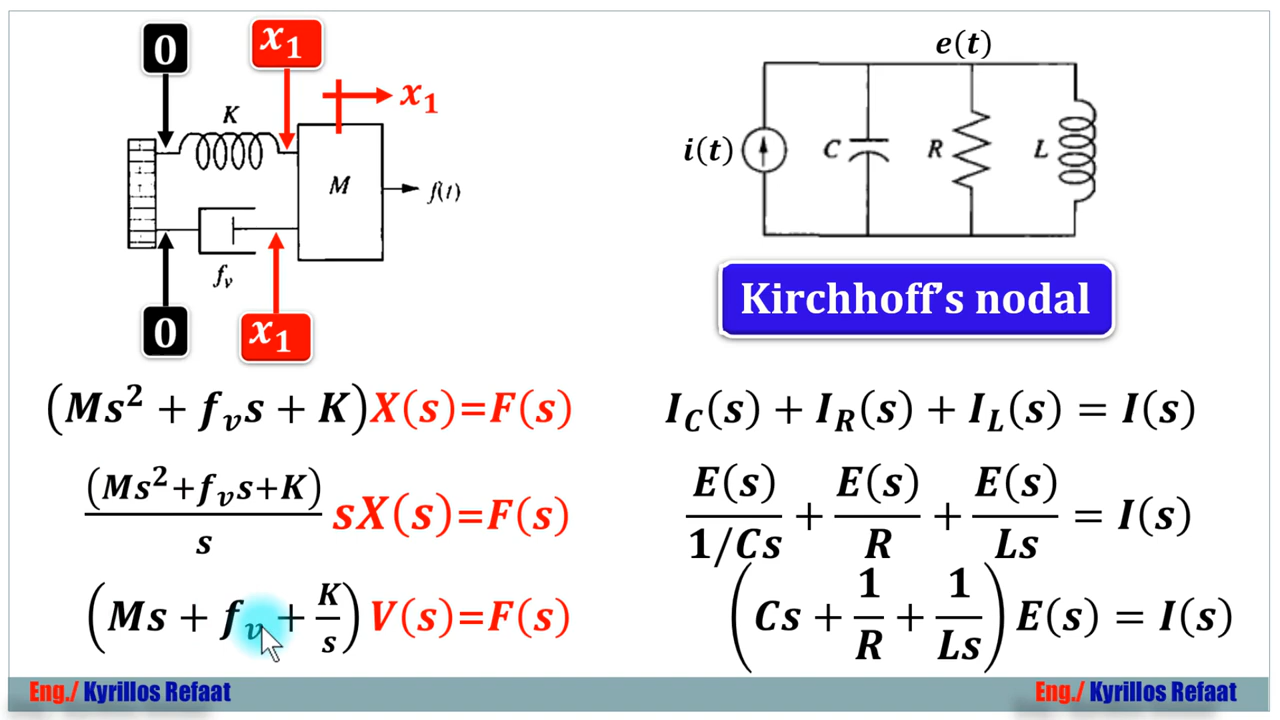 0
x₁
x₁
K
M
f(t)
fᵥ
0
x₁
e(t)
i(t)
C
R
L
Kirchhoff's nodal
(Ms² + fᵥs + K)X(s)=F(s)
(Ms²+fᵥs+K)/s sX(s)=F(s)
(Ms + fᵥ + K/s) V(s)=F(s)
I_C(s) + I_R(s) + I_L(s) = I(s)
E(s)/(1/Cs) + E(s)/R + E(s)/Ls = I(s)
(Cs + 1/R + 1/Ls) E(s) = I(s)
Eng./ Kyrillos Refaat
Eng./ Kyrillos Refaat